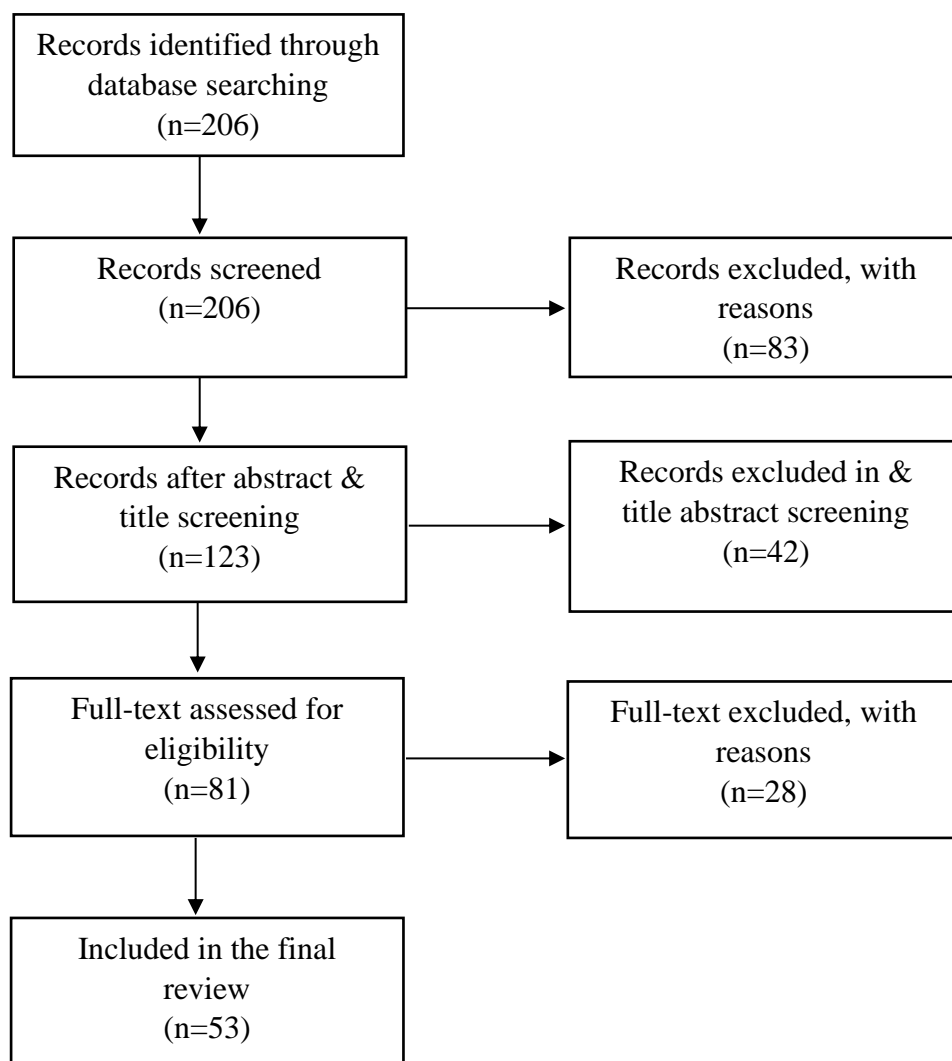 Records identified through
database searching
(n=206)
Records screened
(n=206)
Records excluded, with
reasons
(n=83)
Records after abstract &
title screening
(n=123)
Records excluded in &
title abstract screening
(n=42)
Full-text assessed for
eligibility
(n=81)
Full-text excluded, with
reasons
(n=28)
Included in the final
review
(n=53)